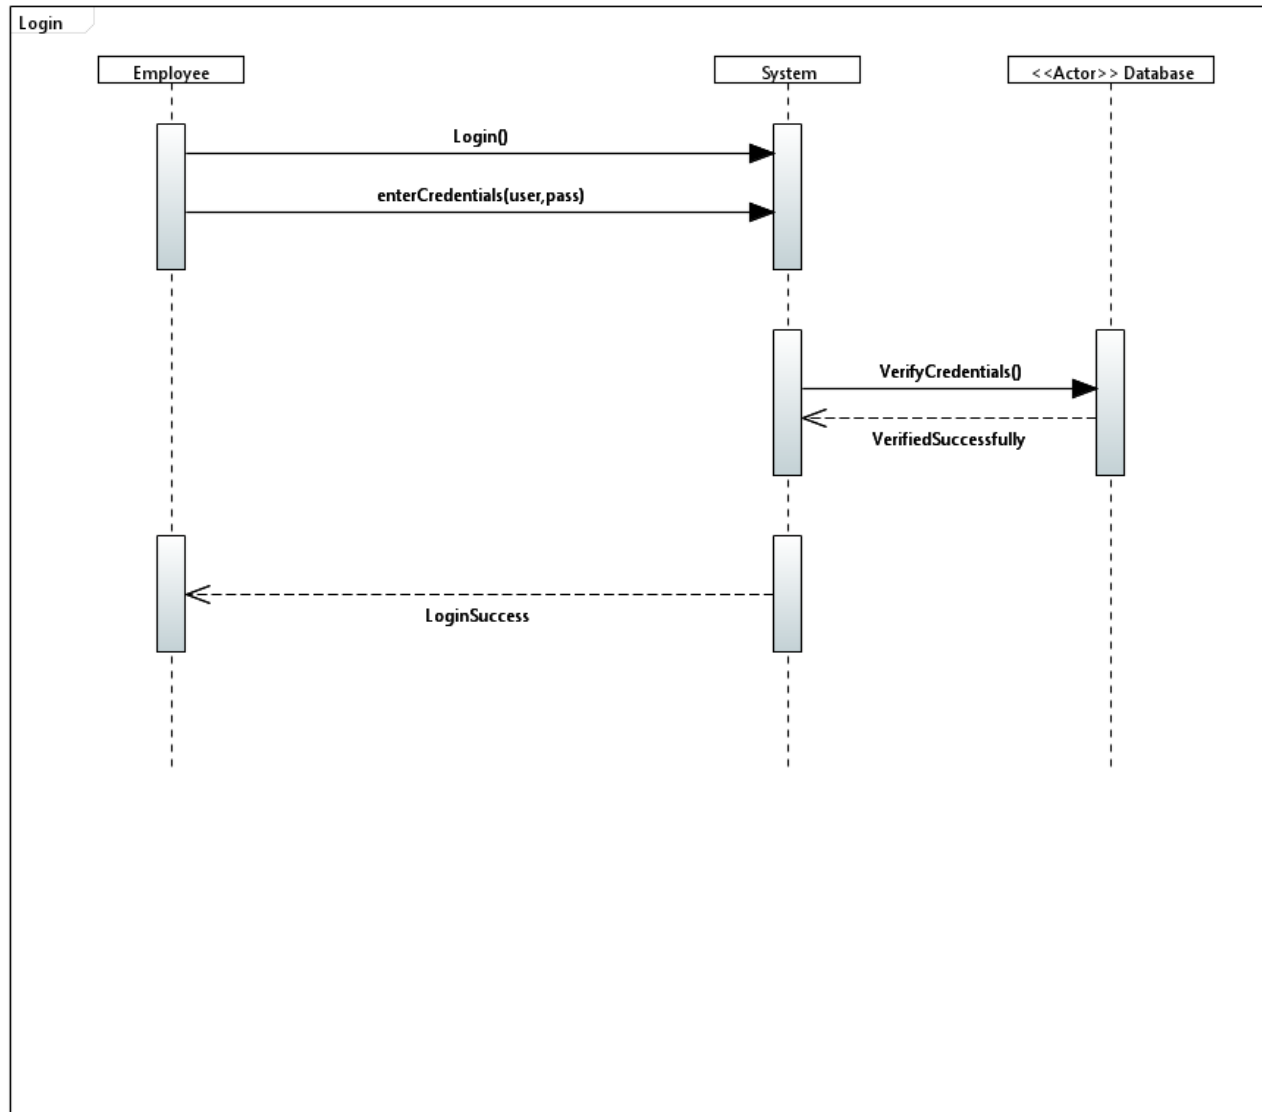 Login
Employee
System
<<Actor>> Database
Login()
enterCredentials(user,pass)
VerifyCredentials()
VerifiedSuccessfully
LoginSuccess